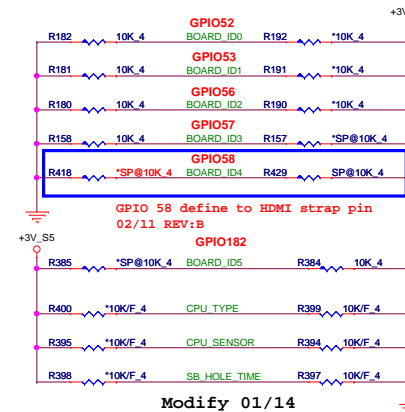 +3V
GPIO52
R182 10K_4 BOARD_ID0 R192 *10K_4
GPIO53
R181 10K_4 BOARD_ID1 R191 *10K_4
GPIO56
R180 10K_4 BOARD_ID2 R190 *10K_4
GPIO57
R158 10K_4 BOARD_ID3 R157 *SP@10K_4
GPIO58
R418 *SP@10K_4 BOARD_ID4 R429 SP@10K_4
GPIO 58 define to HDMI strap pin
02/11 REV:B
+3V_S5
GPIO182
R385 *SP@10K_4 BOARD_ID5 R384 10K_4
R400 *10K/F_4 CPU_TYPE R399 10K/F_4
R395 *10K/F_4 CPU_SENSOR R394 10K/F_4
R398 *10K/F_4 SB_HOLE_TIME R397 10K/F_4
Modify 01/14